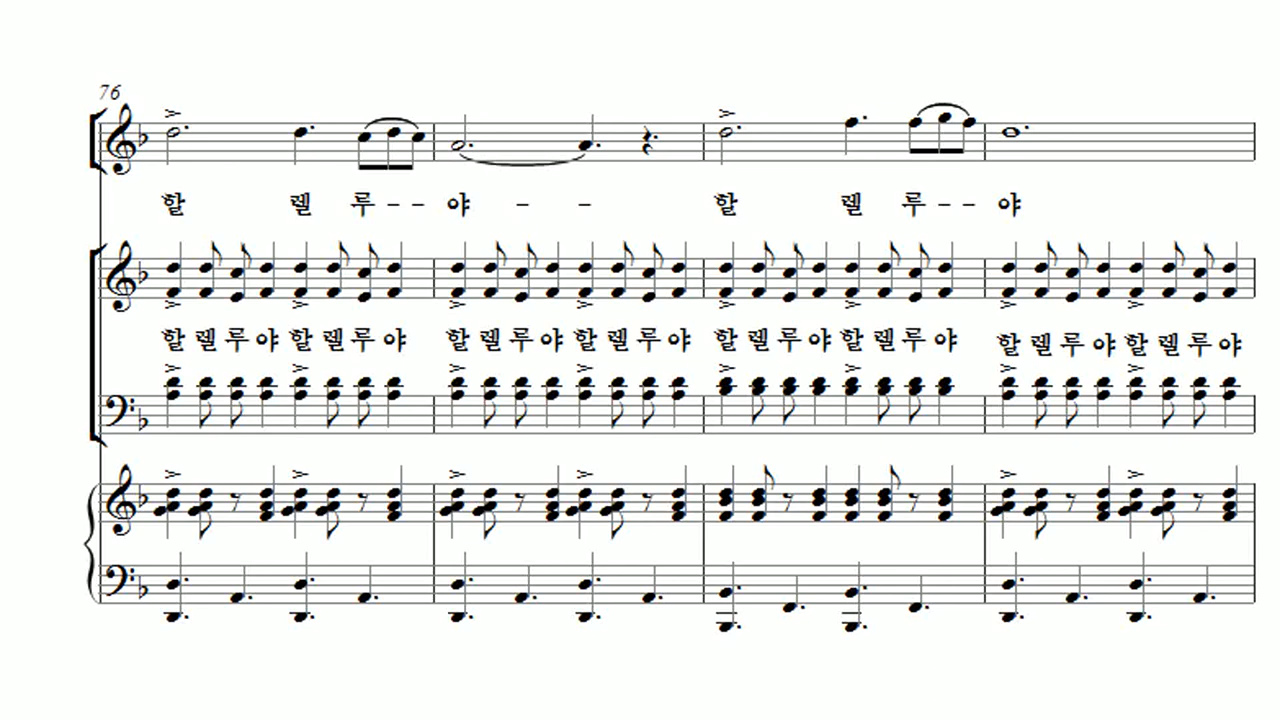 76
할 렐 루 - - 야 - - 할 렐 루 - - 야
할 렐 루 야 할 렐 루 야 할 렐 루 야 할 렐 루 야 할 렐 루 야 할 렐 루 야 할 렐 루 야 할 렐 루 야